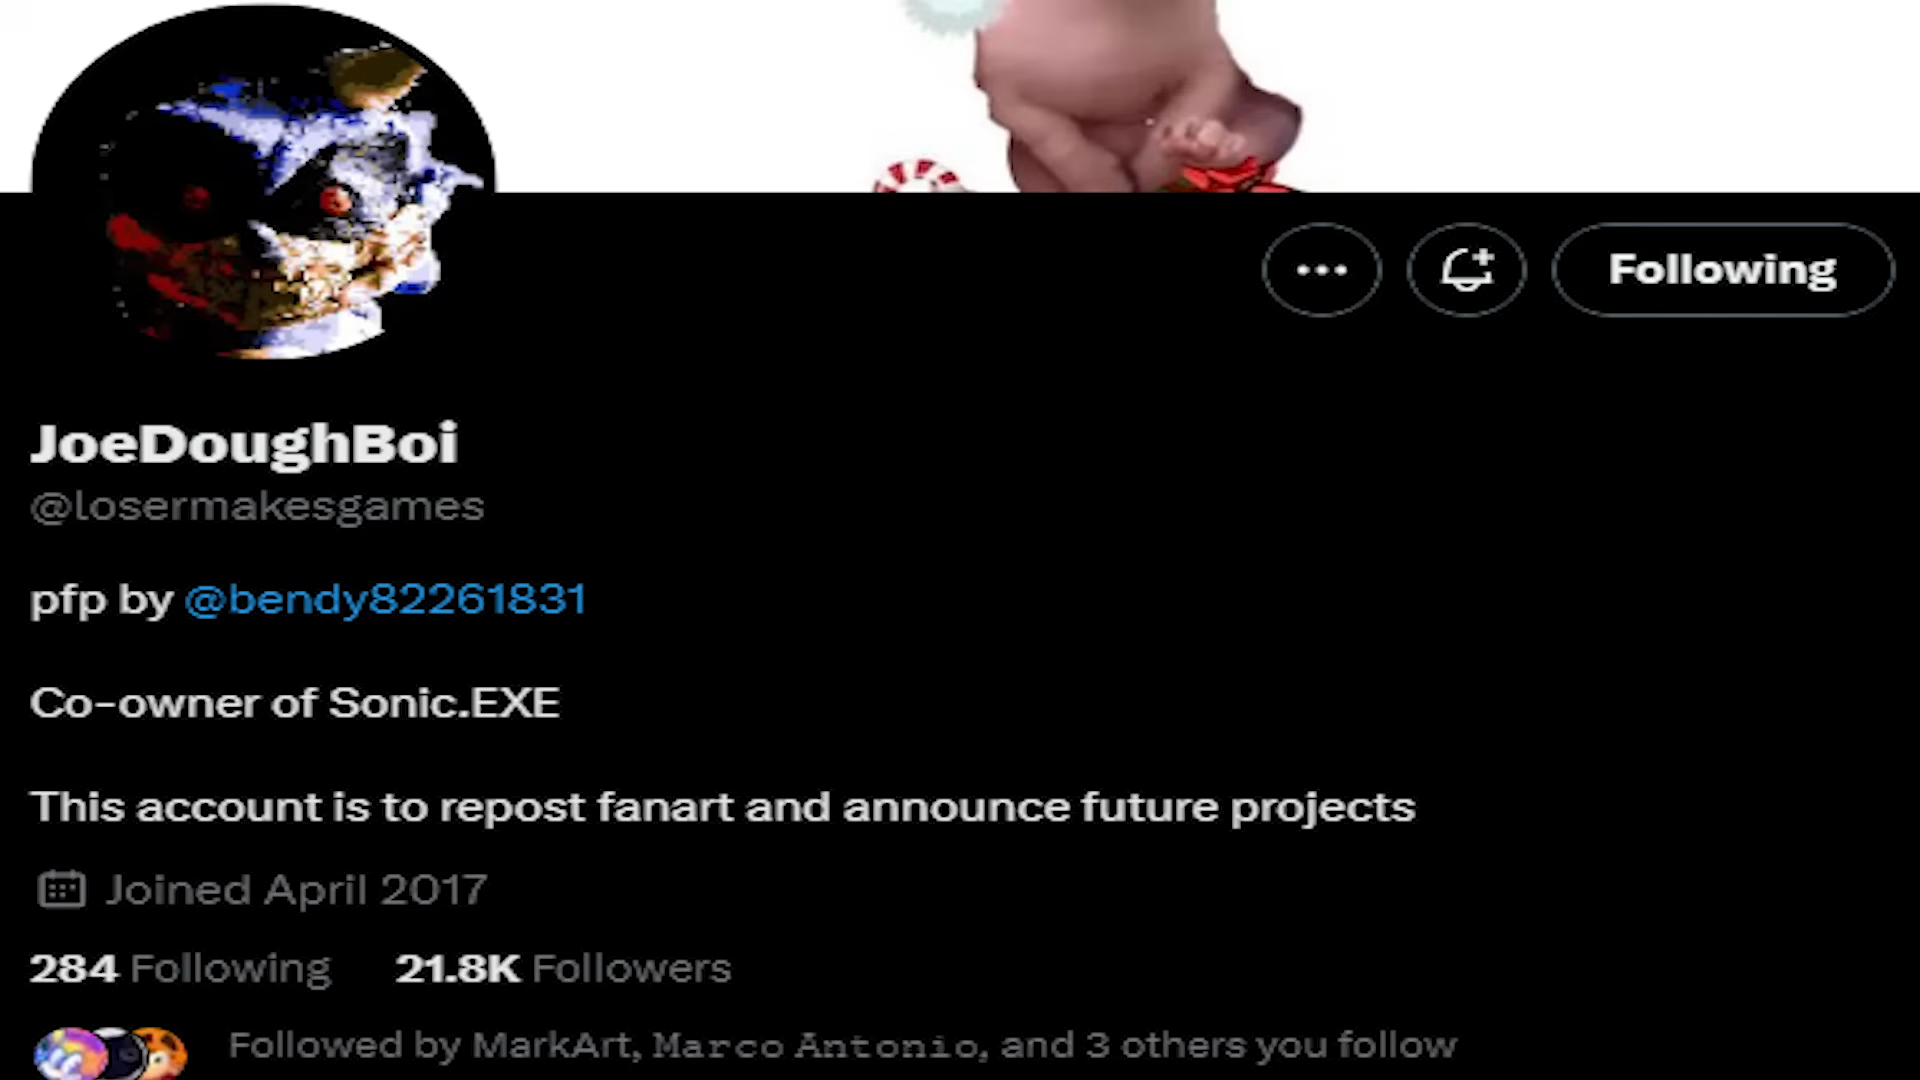 Following
JoeDoughBoi
@losermakesgames
pfp by @bendy82261831
Co-owner of Sonic.EXE
This account is to repost fanart and announce future projects
Joined April 2017
284 Following 21.8K Followers
Followed by MarkArt, Marco Antonio, and 3 others you follow